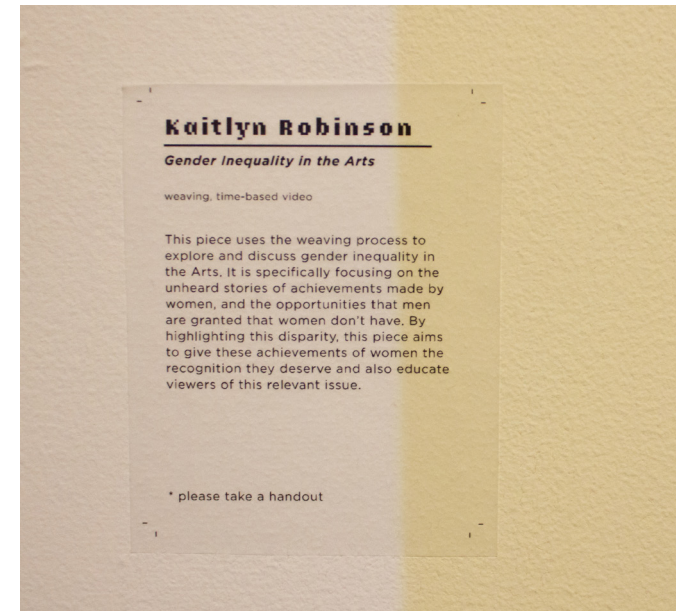 Kaitlyn Robinson
Gender Inequality in the Arts
weaving, time-based video
This piece uses the weaving process to
explore and discuss gender inequality in
the Arts. It is specifically focusing on the
unheard stories of achievements made by
women, and the opportunities that men
are granted that women don't have. By
highlighting this disparity, this piece aims
to give these achievements of women the
recognition they deserve and also educate
viewers of this relevant issue.
* please take a handout